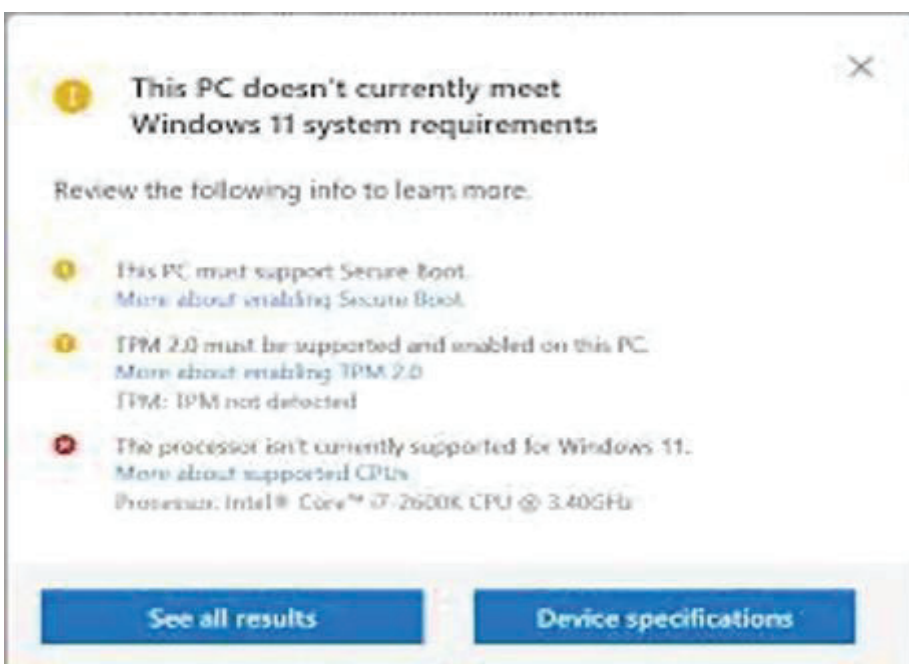 This PC doesn't currently meet
Windows 11 system requirements
Review the following info to learn more.
This PC must support Secure Boot.
More about enabling Secure Boot
TPM 2.0 must be supported and enabled on this PC.
More about enabling TPM 2.0
TPM: TPM not detected
The processor isn't currently supported for Windows 11.
More about supported CPUs
Processor: Intel® Core™ i7-2600K CPU @ 3.40GHz
See all results
Device specifications